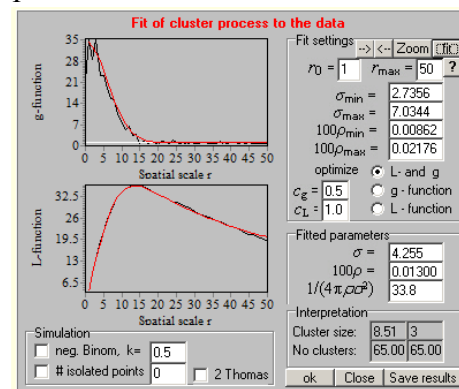 Fit of cluster process to the data
g-function
35
28
21
14
7
0
0 5 10 15 20 25 30 35 40 45 50
Spatial scale r
L-function
32.5
26
19.5
13
6.5
0 5 10 15 20 25 30 35 40 45 50
Spatial scale r
Simulation
neg. Binom, k= 0.5
# isolated points 0
2 Thomas
Fit settings --> <-- Zoom fit
r0 = 1 rmax = 50 ?
σmin = 2.7356
σmax = 7.0344
100ρmin = 0.00862
100ρmax = 0.02176
optimize L- and g
cg = 0.5 g - function
cL = 1.0 L - function
Fitted parameters
σ = 4.255
100ρ = 0.01300
1/(4πρσ²) 33.8
Interpretation
Cluster size: 8.51 3
No clusters: 65.00 65.00
ok Close Save results